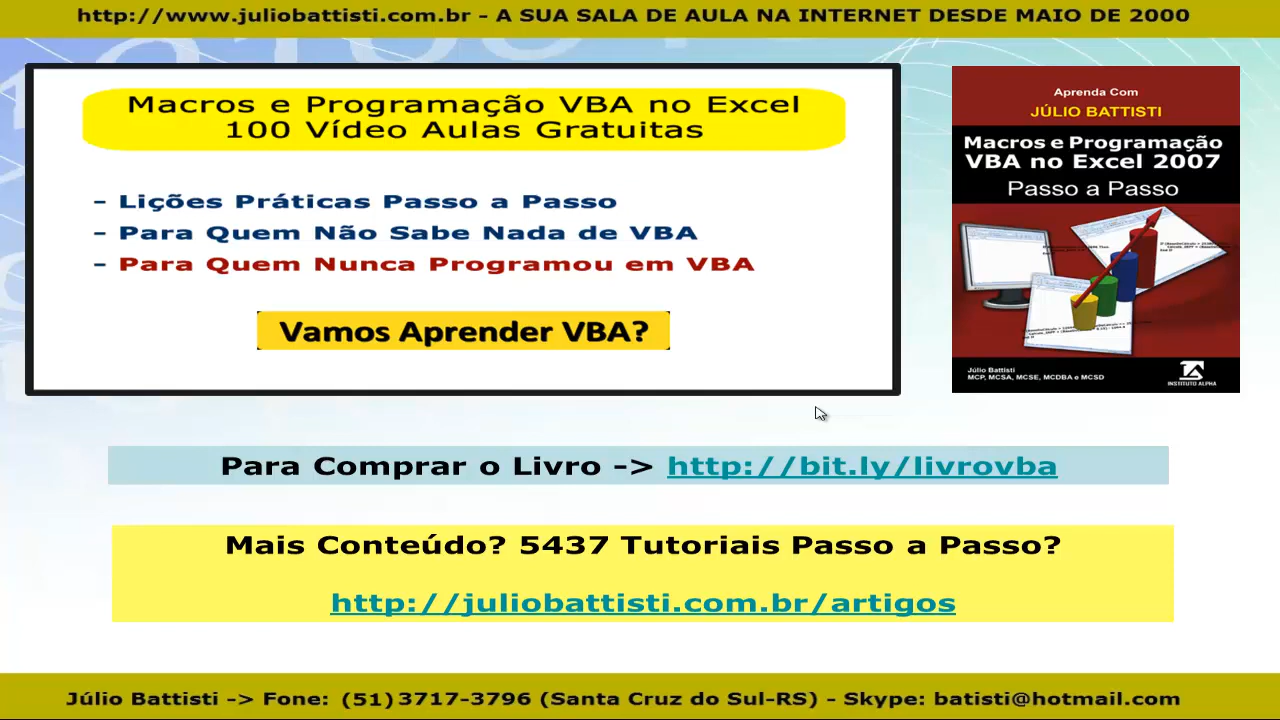 http://www.juliobattisti.com.br - A SUA SALA DE AULA NA INTERNET DESDE MAIO DE 2000
Macros e Programação VBA no Excel
100 Vídeo Aulas Gratuitas
- Lições Práticas Passo a Passo
- Para Quem Não Sabe Nada de VBA
- Para Quem Nunca Programou em VBA
Vamos Aprender VBA?
Aprenda Com
JÚLIO BATTISTI
Macros e Programação
VBA no Excel 2007
Passo a Passo
Júlio Battisti
MCP, MCSA, MCSE, MCDBA e MCSD
INSTITUTO ALPHA
Para Comprar o Livro -> http://bit.ly/livrovba
Mais Conteúdo? 5437 Tutoriais Passo a Passo?
http://juliobattisti.com.br/artigos
Júlio Battisti -> Fone: (51) 3717-3796 (Santa Cruz do Sul-RS) - Skype: batisti@hotmail.com